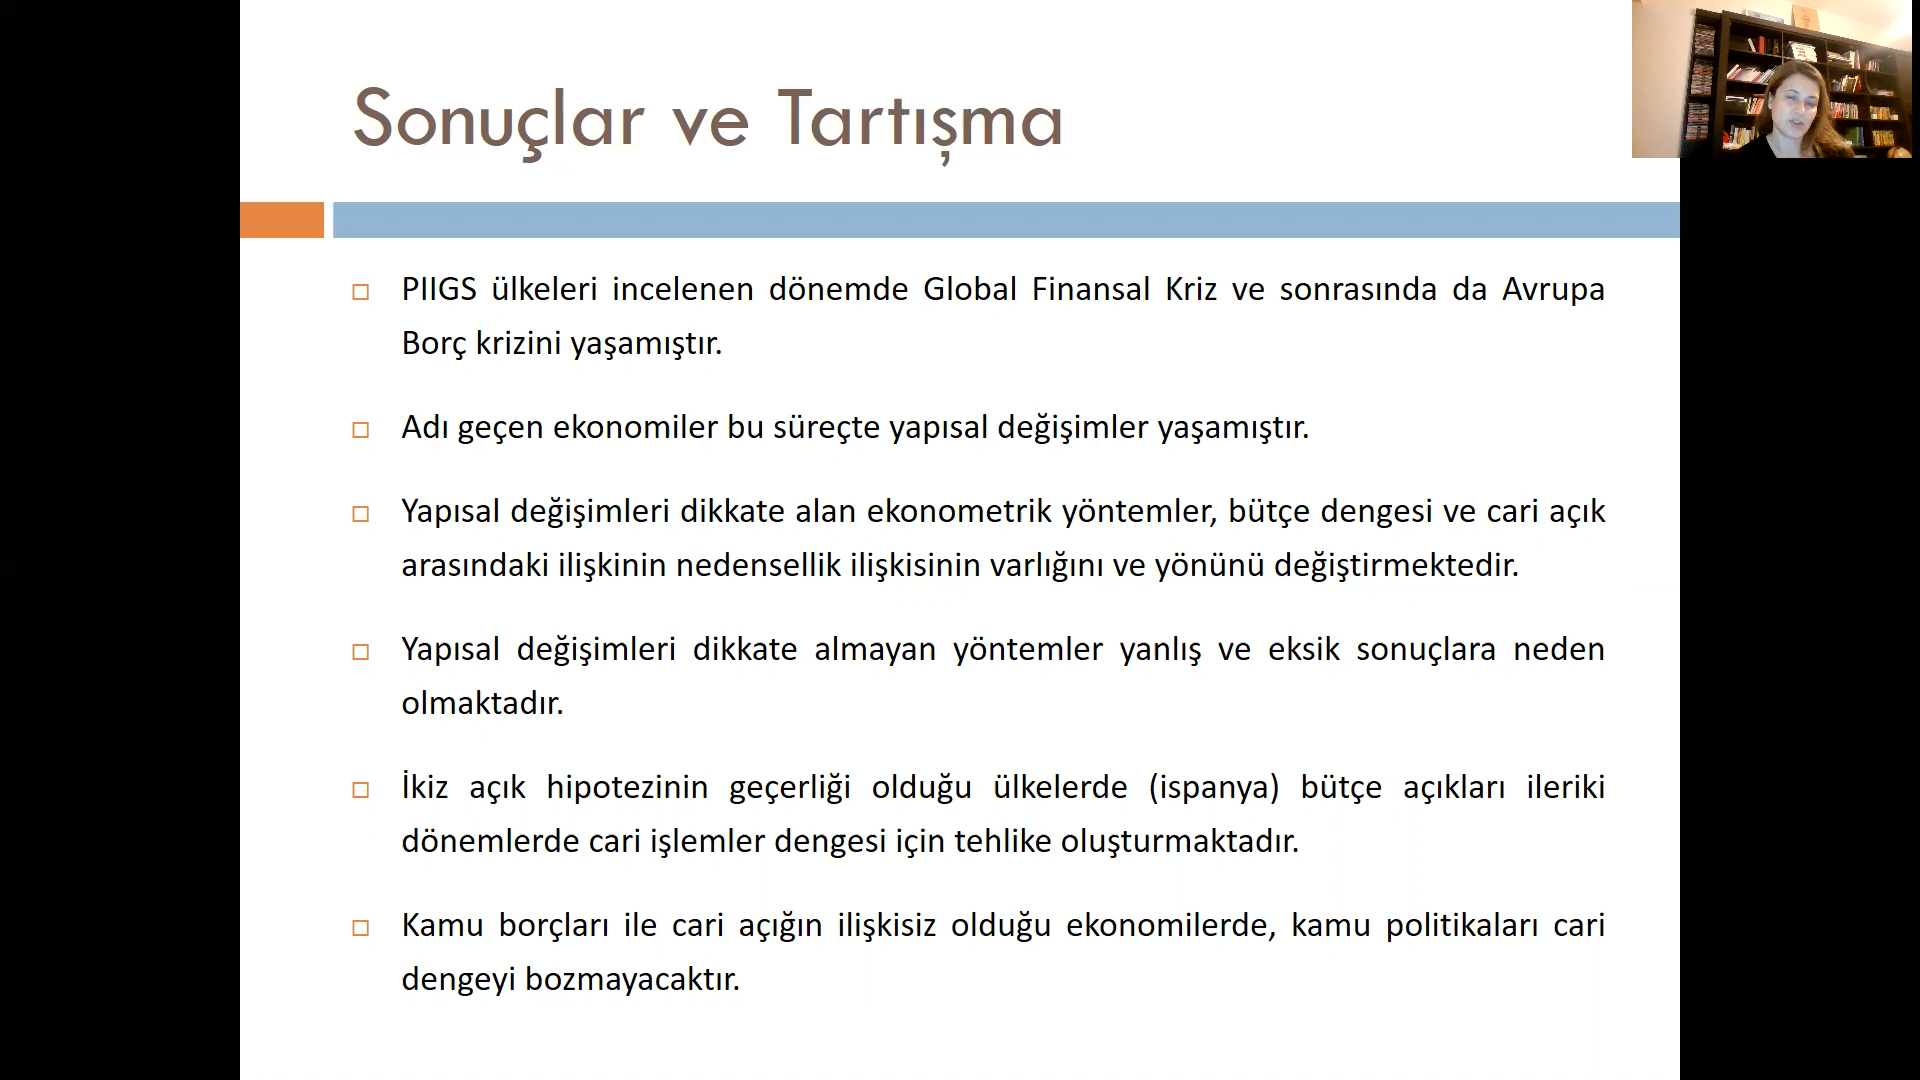 Sonuçlar ve Tartışma
PIIGS ülkeleri incelenen dönemde Global Finansal Kriz ve sonrasında da Avrupa
Borç krizini yaşamıştır.
Adı geçen ekonomiler bu süreçte yapısal değişimler yaşamıştır.
Yapısal değişimleri dikkate alan ekonometrik yöntemler, bütçe dengesi ve cari açık
arasındaki ilişkinin nedensellik ilişkisinin varlığını ve yönünü değiştirmektedir.
Yapısal değişimleri dikkate almayan yöntemler yanlış ve eksik sonuçlara neden
olmaktadır.
İkiz açık hipotezinin geçerliği olduğu ülkelerde (ispanya) bütçe açıkları ileriki
dönemlerde cari işlemler dengesi için tehlike oluşturmaktadır.
Kamu borçları ile cari açığın ilişkisiz olduğu ekonomilerde, kamu politikaları cari
dengeyi bozmayacaktır.